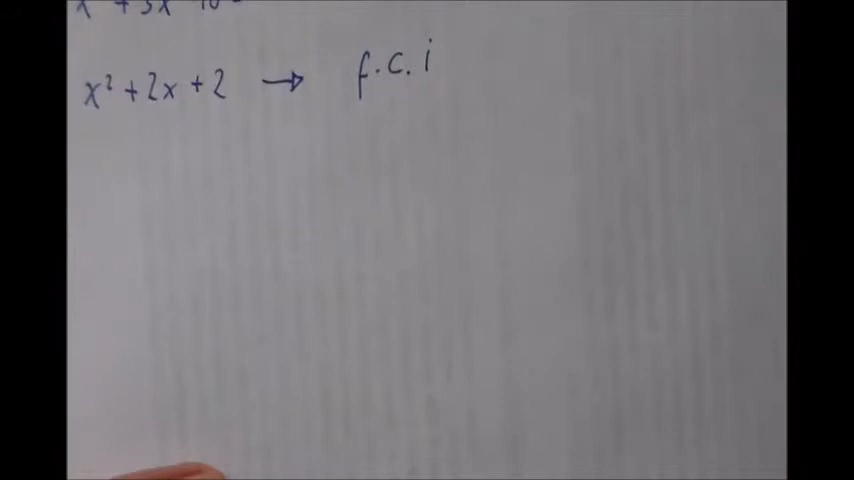 x² + 2x + 2 → f.c.i